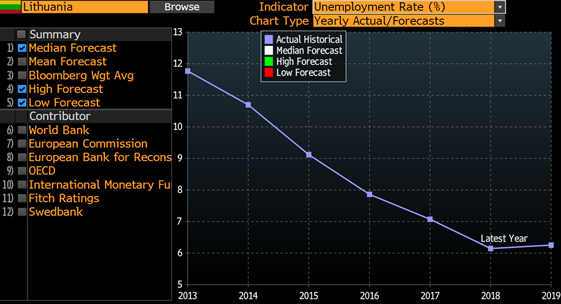 Lithuania
Browse
Indicator
Unemployment Rate (%)
Chart Type
Yearly Actual/Forecasts
Summary
1) Median Forecast
2) Mean Forecast
3) Bloomberg Wgt Avg
4) High Forecast
5) Low Forecast
Contributor
6) World Bank
7) European Commission
8) European Bank for Recons
9) OECD
10) International Monetary Fu
11) Fitch Ratings
12) Swedbank
Actual Historical
Median Forecast
High Forecast
Low Forecast
13
12
11
10
9
8
7
6
5
Latest Year
2013 2014 2015 2016 2017 2018 2019